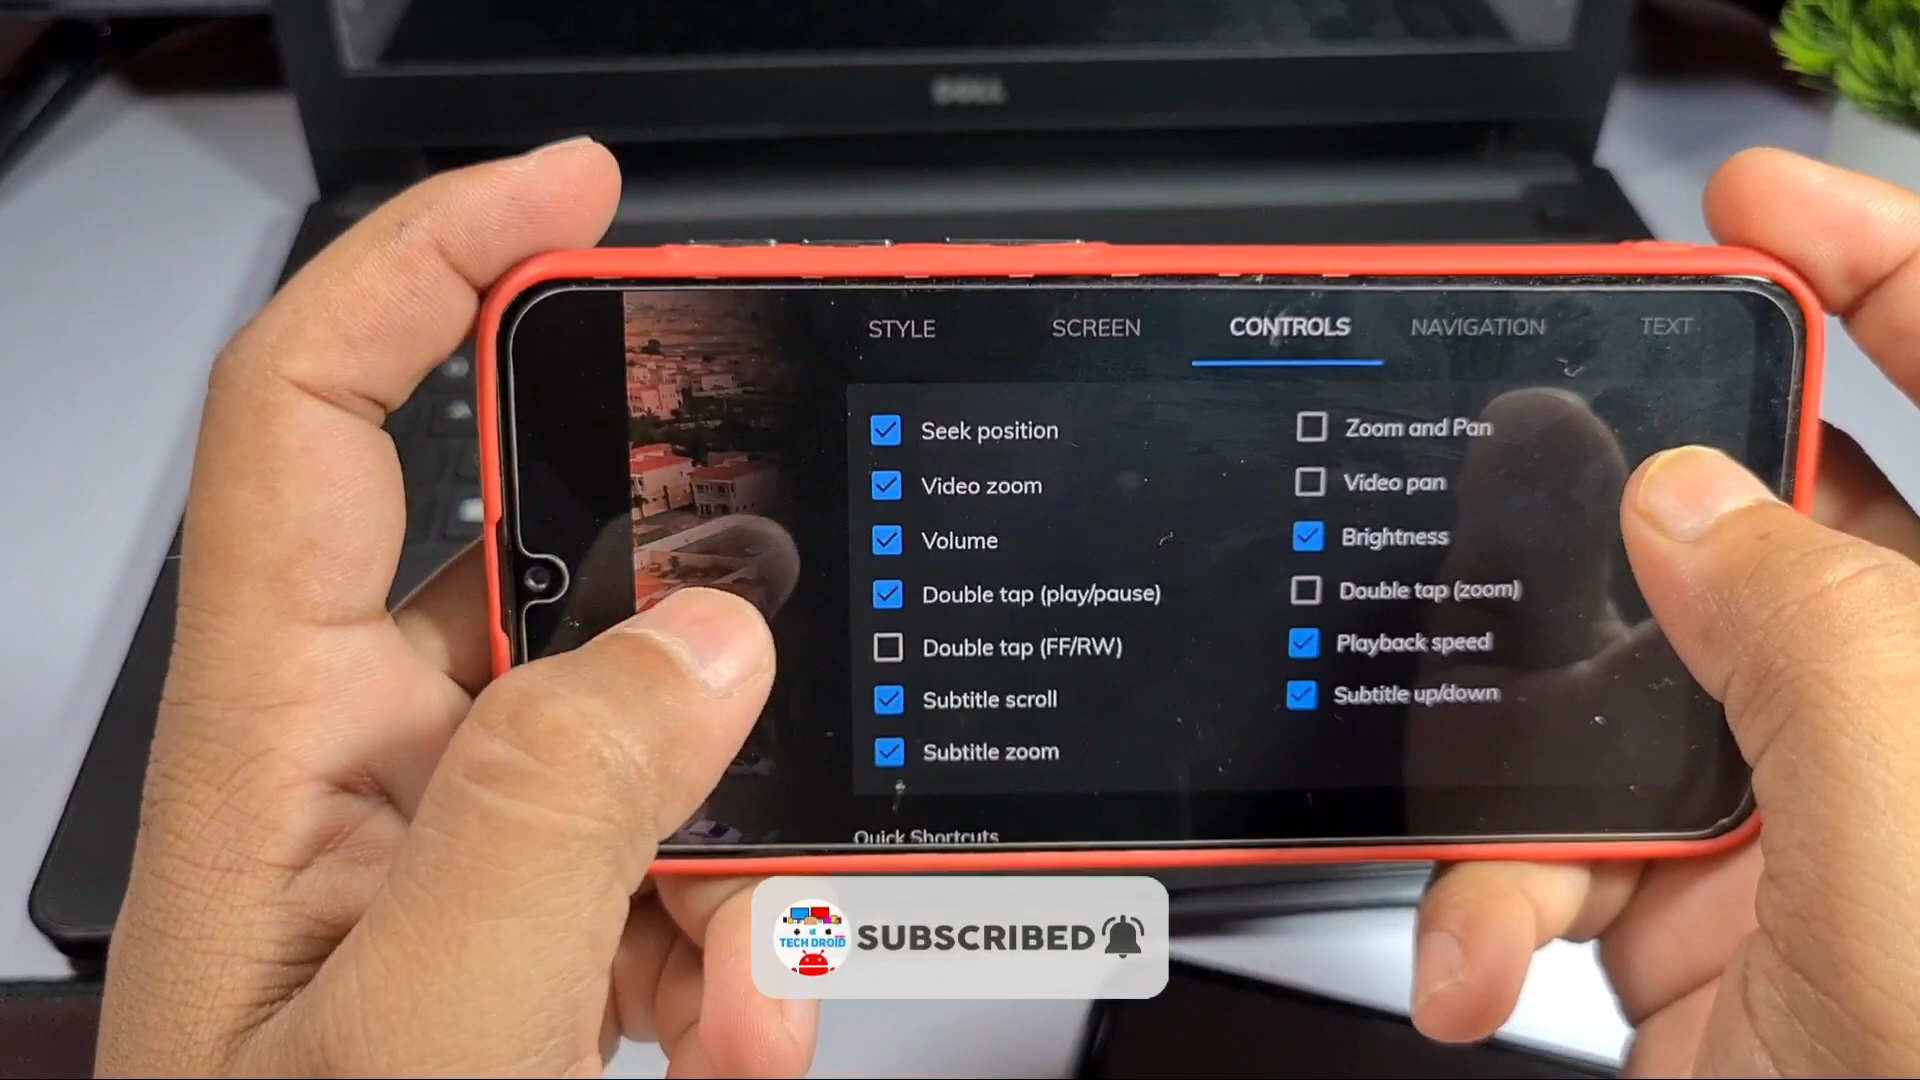 DELL
STYLE SCREEN CONTROLS NAVIGATION TEXT
Seek position Zoom and Pan
Video zoom Video pan
Volume Brightness
Double tap (play/pause) Double tap (zoom)
Double tap (FF/RW) Playback speed
Subtitle scroll Subtitle up/down
Subtitle zoom
Quick Shortcuts
TECH DROID
SUBSCRIBED